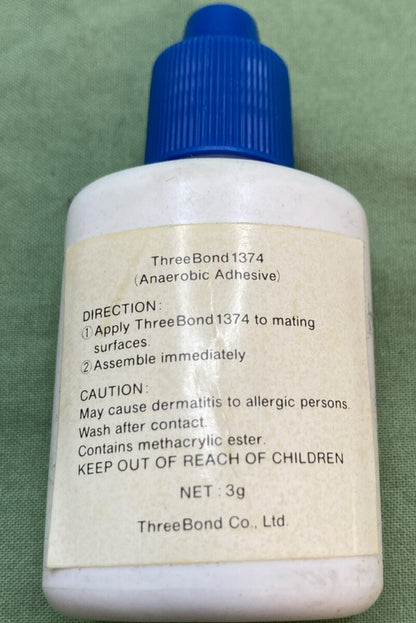 ThreeBond 1374
(Anaerobic Adhesive)
DIRECTION:
① Apply ThreeBond 1374 to mating
surfaces.
② Assemble immediately
CAUTION:
May cause dermatitis to allergic persons.
Wash after contact.
Contains methacrylic ester.
KEEP OUT OF REACH OF CHILDREN
NET : 3g
ThreeBond Co., Ltd.